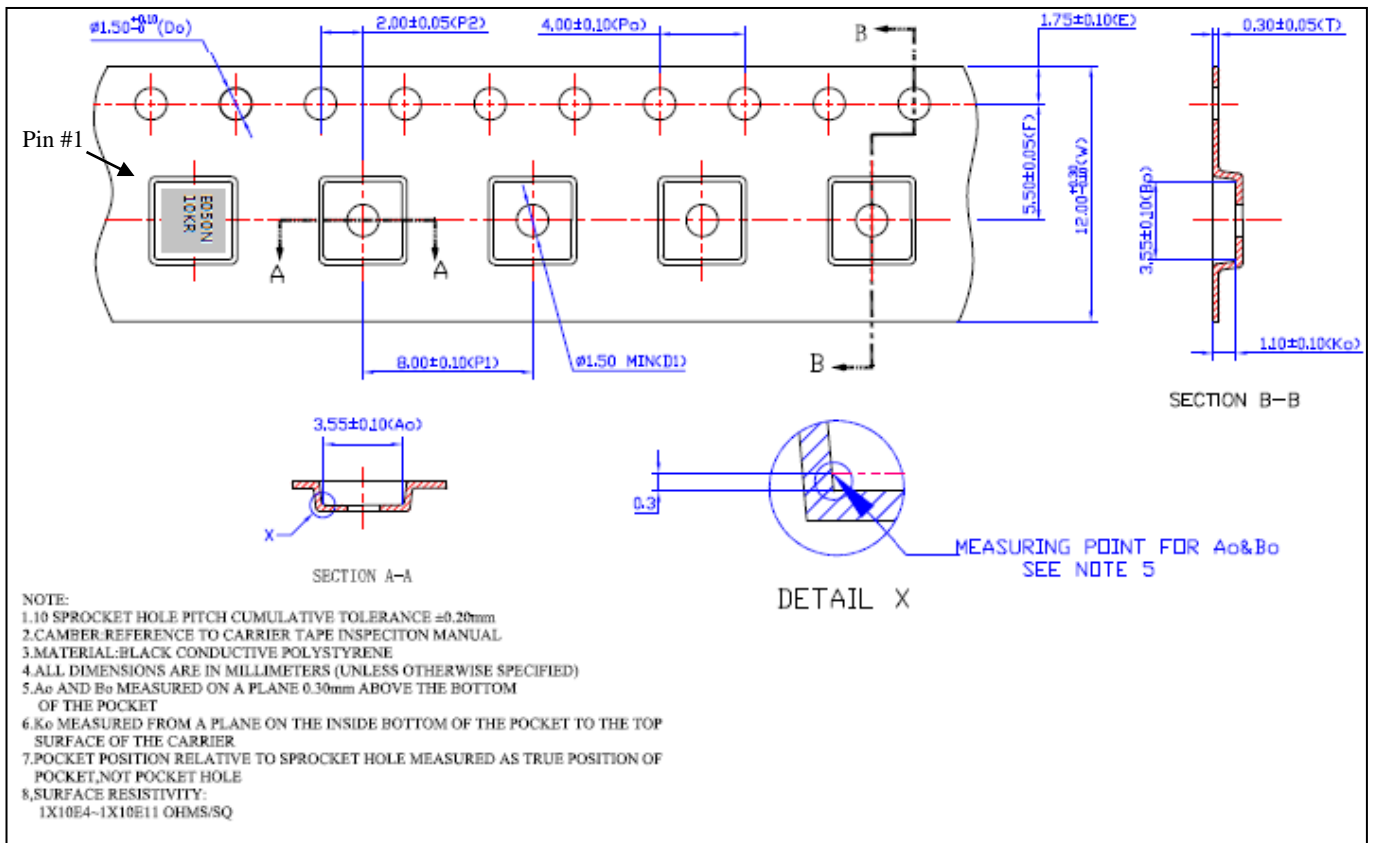 ø1.50+0.10-0(Do)
2.00±0.05(P2)
4.00±0.10(Po)
B
1.75±0.10(E)
0.30±0.05(T)
Pin #1
E050N
10KR
A
A
5.50±0.05(F)
12.00+0.30(W)
3.55±0.10(Bo)
8.00±0.10(P1)
ø1.50 MIN(D1)
B
1.10±0.10(Ko)
SECTION B-B
3.55±0.10(Ao)
X
SECTION A-A
0.3
MEASURING POINT FOR Ao&Bo
SEE NOTE 5
DETAIL X
NOTE:
1.10 SPROCKET HOLE PITCH CUMULATIVE TOLERANCE ±0.20mm
2.CAMBER:REFERENCE TO CARRIER TAPE INSPECITON MANUAL
3.MATERIAL:BLACK CONDUCTIVE POLYSTYRENE
4.ALL DIMENSIONS ARE IN MILLIMETERS (UNLESS OTHERWISE SPECIFIED)
5.Ao AND Bo MEASURED ON A PLANE 0.30mm ABOVE THE BOTTOM
OF THE POCKET
6.Ko MEASURED FROM A PLANE ON THE INSIDE BOTTOM OF THE POCKET TO THE TOP
SURFACE OF THE CARRIER
7.POCKET POSITION RELATIVE TO SPROCKET HOLE MEASURED AS TRUE POSITION OF
POCKET,NOT POCKET HOLE
8,SURFACE RESISTIVITY:
1X10E4~1X10E11 OHMS/SQ